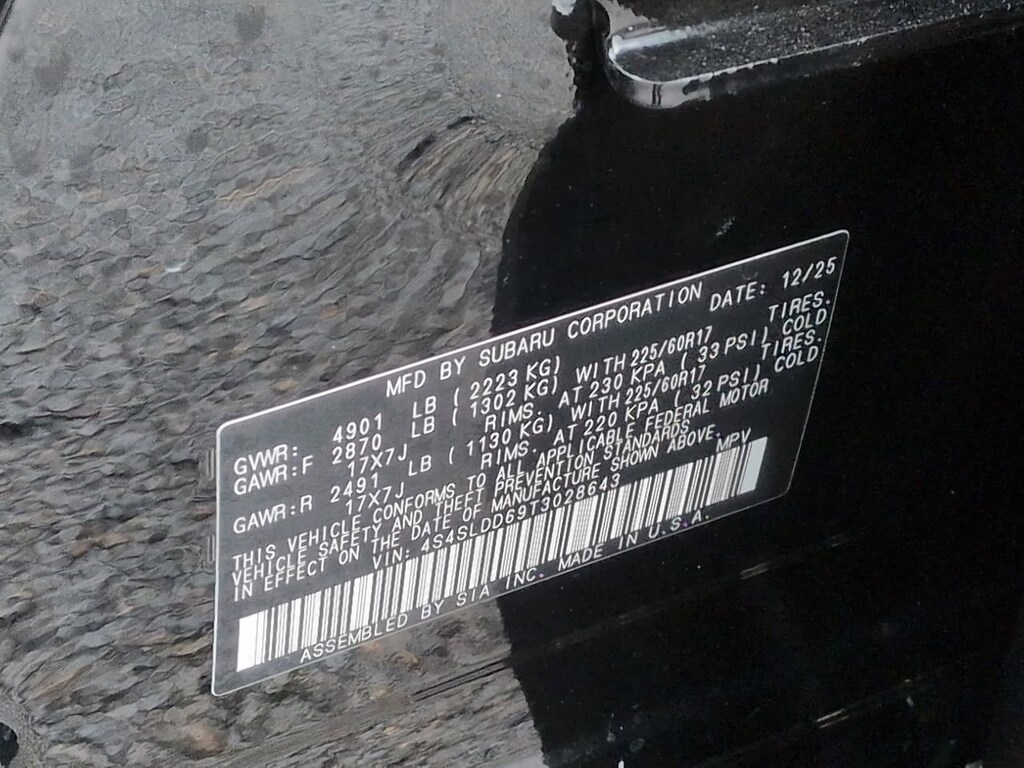 MFD BY SUBARU CORPORATION DATE: 12/25
GVWR: 4901 LB ( 2223 KG)
GAWR:F 2870 LB ( 1302 KG) WITH 225/60R17 TIRES.
17X7J RIMS. AT 230 KPA ( 33 PSI) COLD
GAWR:R 2491 LB ( 1130 KG) WITH 225/60R17 TIRES.
17X7J RIMS. AT 220 KPA ( 32 PSI) COLD
THIS VEHICLE CONFORMS TO ALL APPLICABLE FEDERAL MOTOR
VEHICLE SAFETY AND THEFT PREVENTION STANDARDS
IN EFFECT ON THE DATE OF MANUFACTURE SHOWN ABOVE.
VIN: 4S4SLDD69T3028643 MPV
ASSEMBLED BY SIA INC. MADE IN U.S.A.